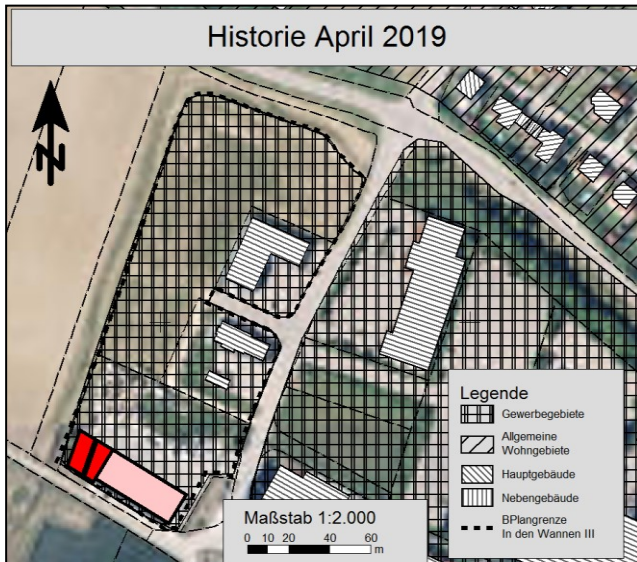 Historie April 2019
N
Legende
Gewerbegebiete
Allgemeine
Wohngebiete
Hauptgebäude
Nebengebäude
BPlangrenze
In den Wannen III
Maßstab 1:2.000
0 10 20 40 60
m